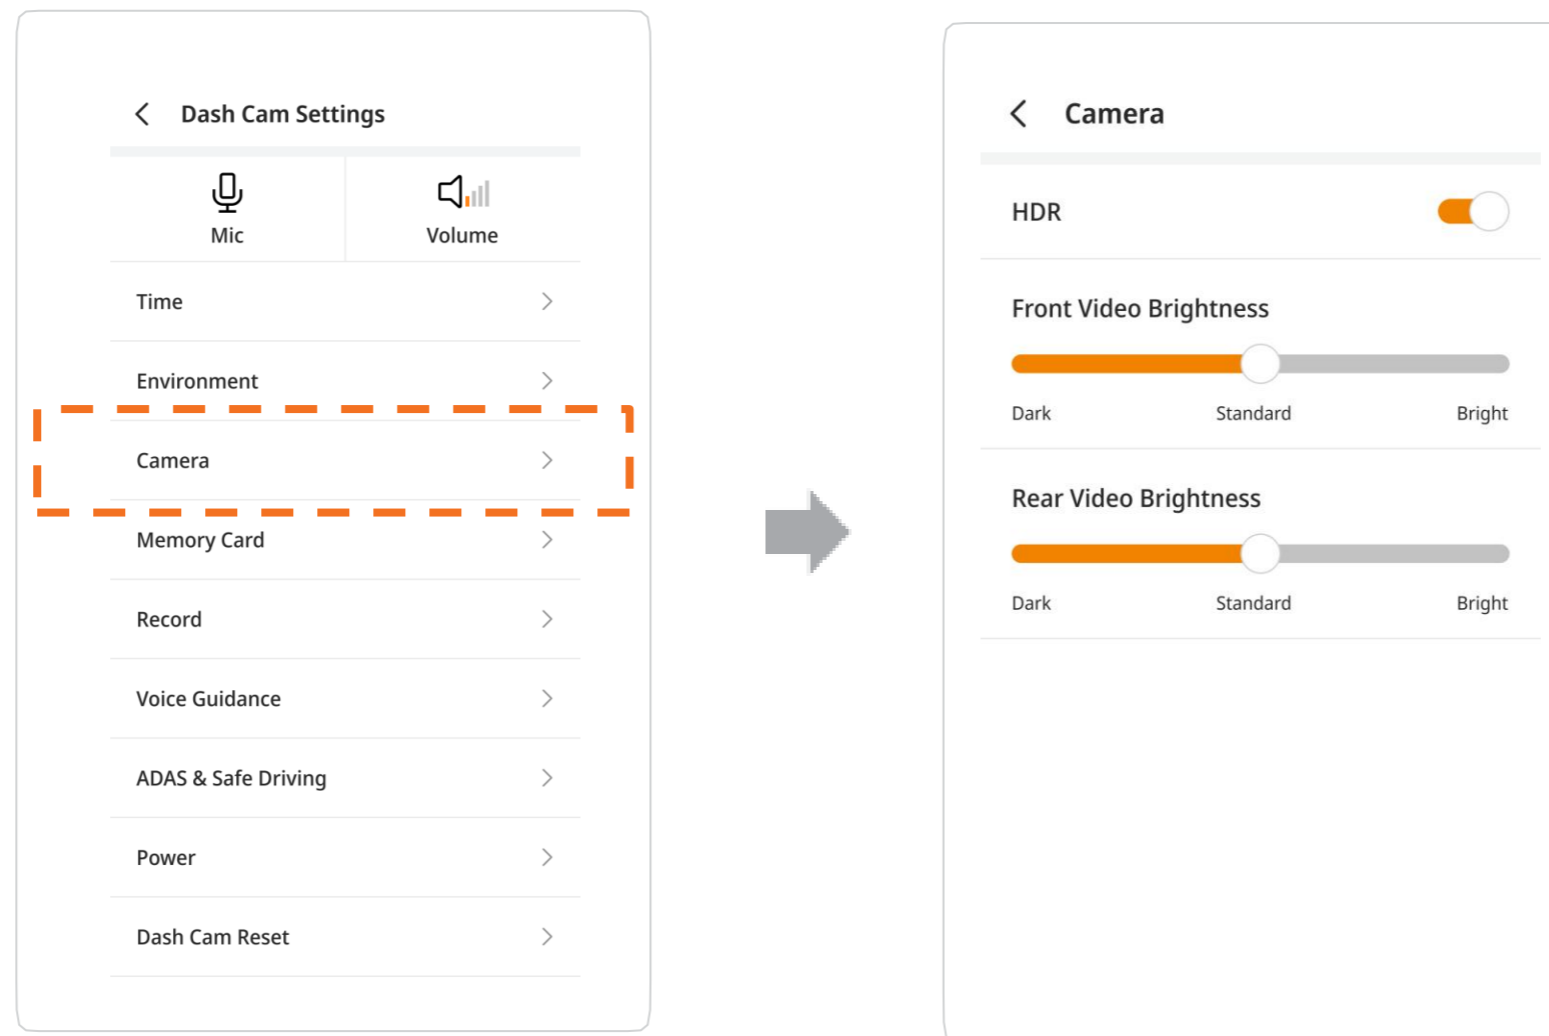 Dash Cam Settings
Mic
Volume
Time
Environment
Camera
Memory Card
Record
Voice Guidance
ADAS & Safe Driving
Power
Dash Cam Reset
Camera
HDR
Front Video Brightness
Dark Standard Bright
Rear Video Brightness
Dark Standard Bright